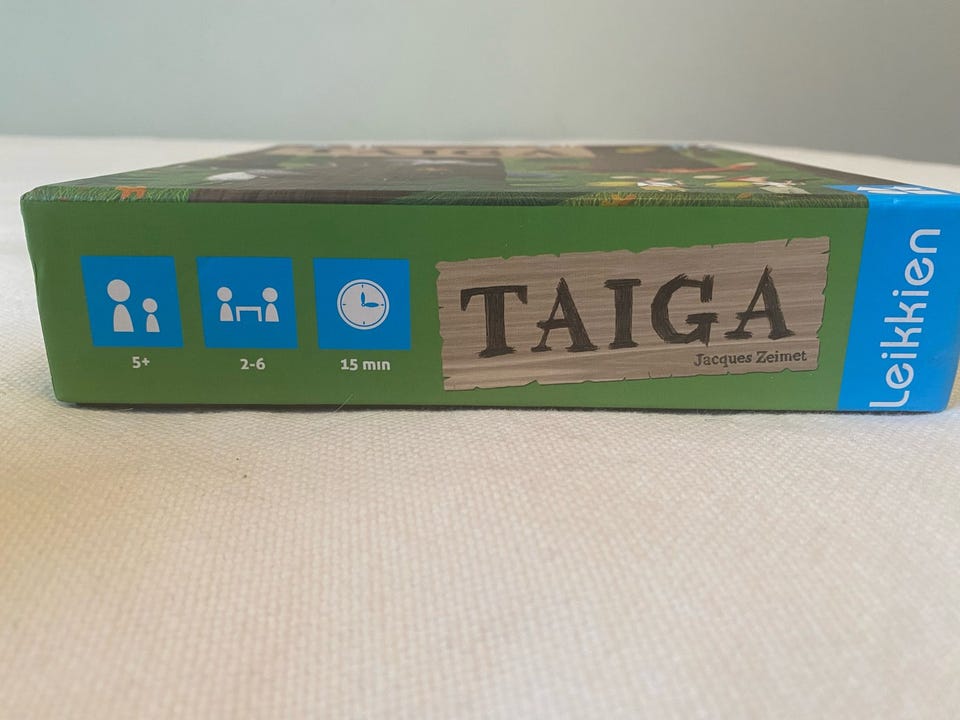 5+
2-6
15 min
TAIGA
Jacques Zeimet
Leikkien